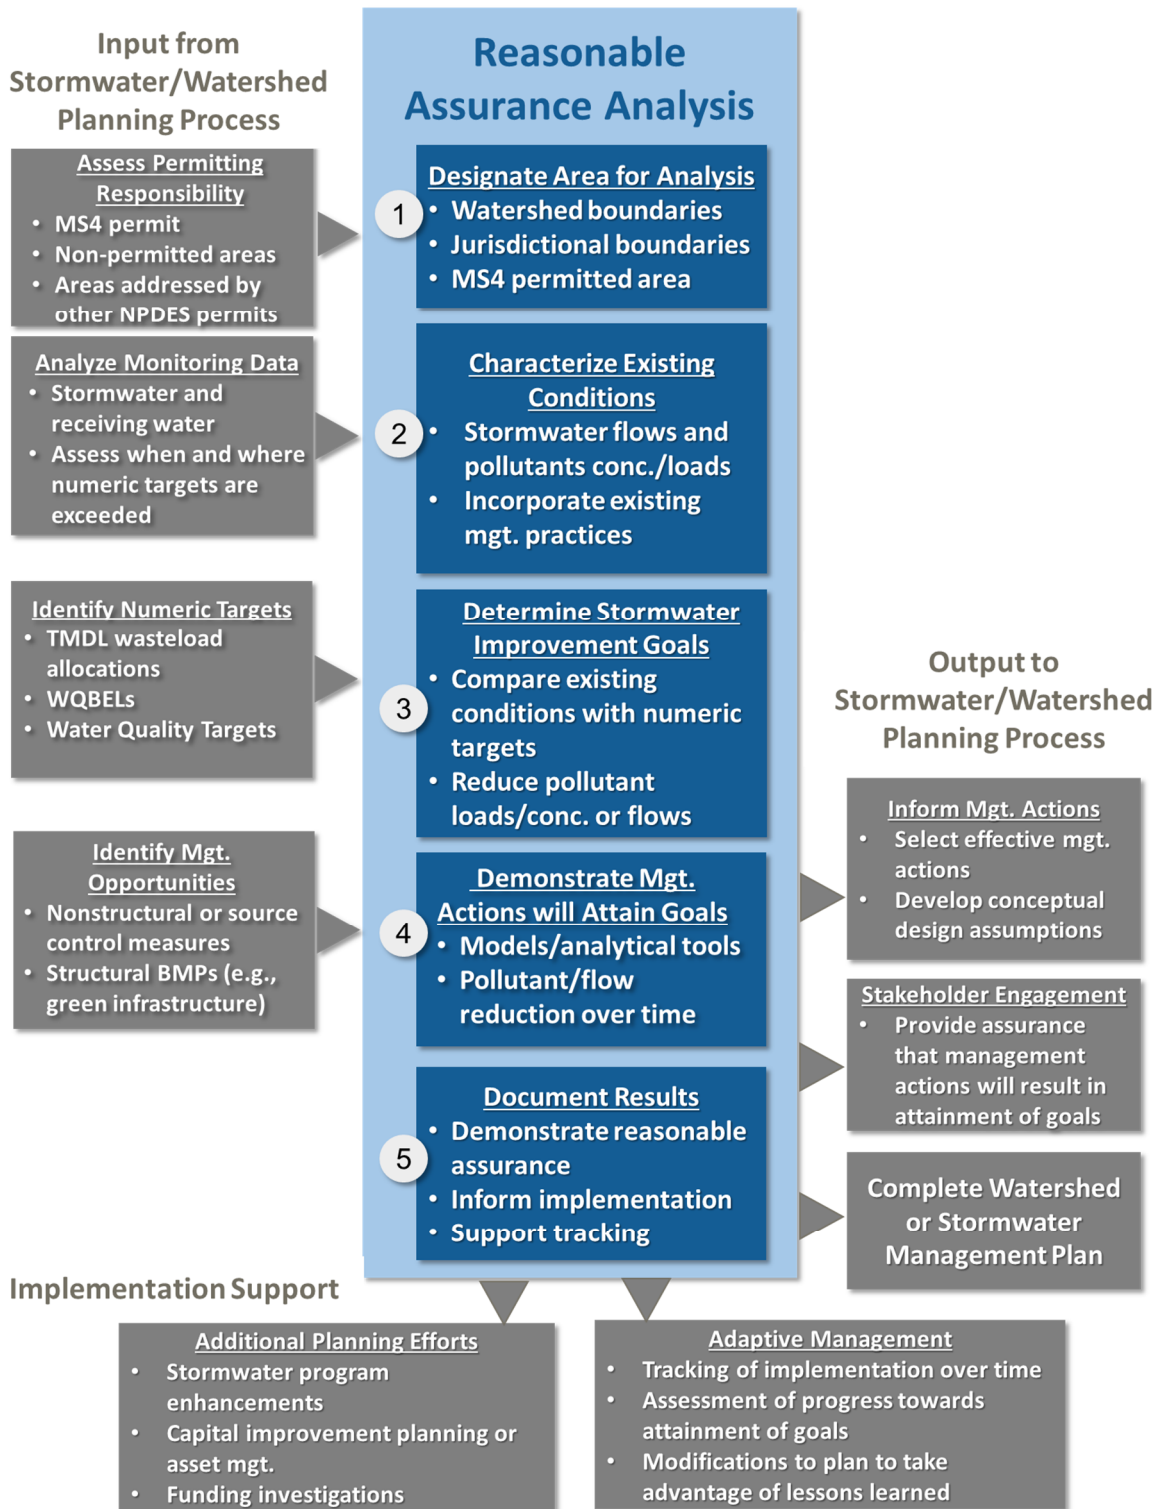 Input from
Stormwater/Watershed
Planning Process
Assess Permitting
Responsibility
• MS4 permit
• Non-permitted areas
• Areas addressed by
other NPDES permits
Analyze Monitoring Data
• Stormwater and
receiving water
• Assess when and where
numeric targets are
exceeded
Identify Numeric Targets
• TMDL wasteload
allocations
• WQBELs
• Water Quality Targets
Identify Mgt.
Opportunities
• Nonstructural or source
control measures
• Structural BMPs (e.g.,
green infrastructure)
Reasonable
Assurance Analysis
1
Designate Area for Analysis
• Watershed boundaries
• Jurisdictional boundaries
• MS4 permitted area
2
Characterize Existing
Conditions
• Stormwater flows and
pollutants conc./loads
• Incorporate existing
mgt. practices
3
Determine Stormwater
Improvement Goals
• Compare existing
conditions with numeric
targets
• Reduce pollutant
loads/conc. or flows
4
Demonstrate Mgt.
Actions will Attain Goals
• Models/analytical tools
• Pollutant/flow
reduction over time
5
Document Results
• Demonstrate reasonable
assurance
• Inform implementation
• Support tracking
Output to
Stormwater/Watershed
Planning Process
Inform Mgt. Actions
• Select effective mgt.
actions
• Develop conceptual
design assumptions
Stakeholder Engagement
• Provide assurance
that management
actions will result in
attainment of goals
Complete Watershed
or Stormwater
Management Plan
Implementation Support
Additional Planning Efforts
• Stormwater program
enhancements
• Capital improvement planning or
asset mgt.
• Funding investigations
Adaptive Management
• Tracking of implementation over time
• Assessment of progress towards
attainment of goals
• Modifications to plan to take
advantage of lessons learned